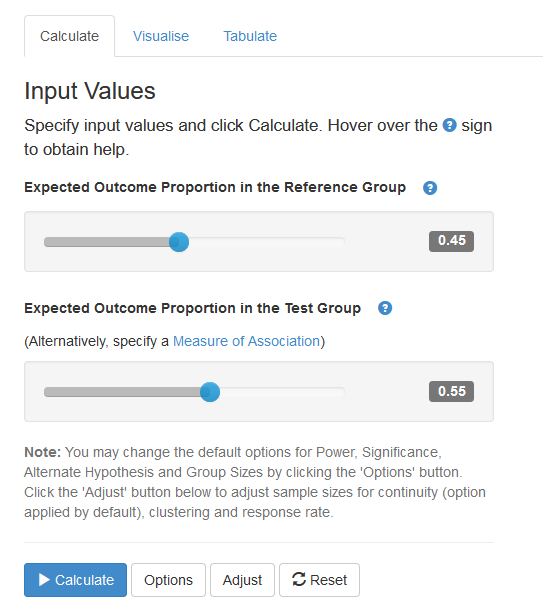 Calculate Visualise Tabulate
Input Values
Specify input values and click Calculate. Hover over the ? sign
to obtain help.
Expected Outcome Proportion in the Reference Group ?
0.45
Expected Outcome Proportion in the Test Group ?
(Alternatively, specify a Measure of Association)
0.55
Note: You may change the default options for Power, Significance,
Alternate Hypothesis and Group Sizes by clicking the 'Options' button.
Click the 'Adjust' button below to adjust sample sizes for continuity (option
applied by default), clustering and response rate.
Calculate Options Adjust Reset